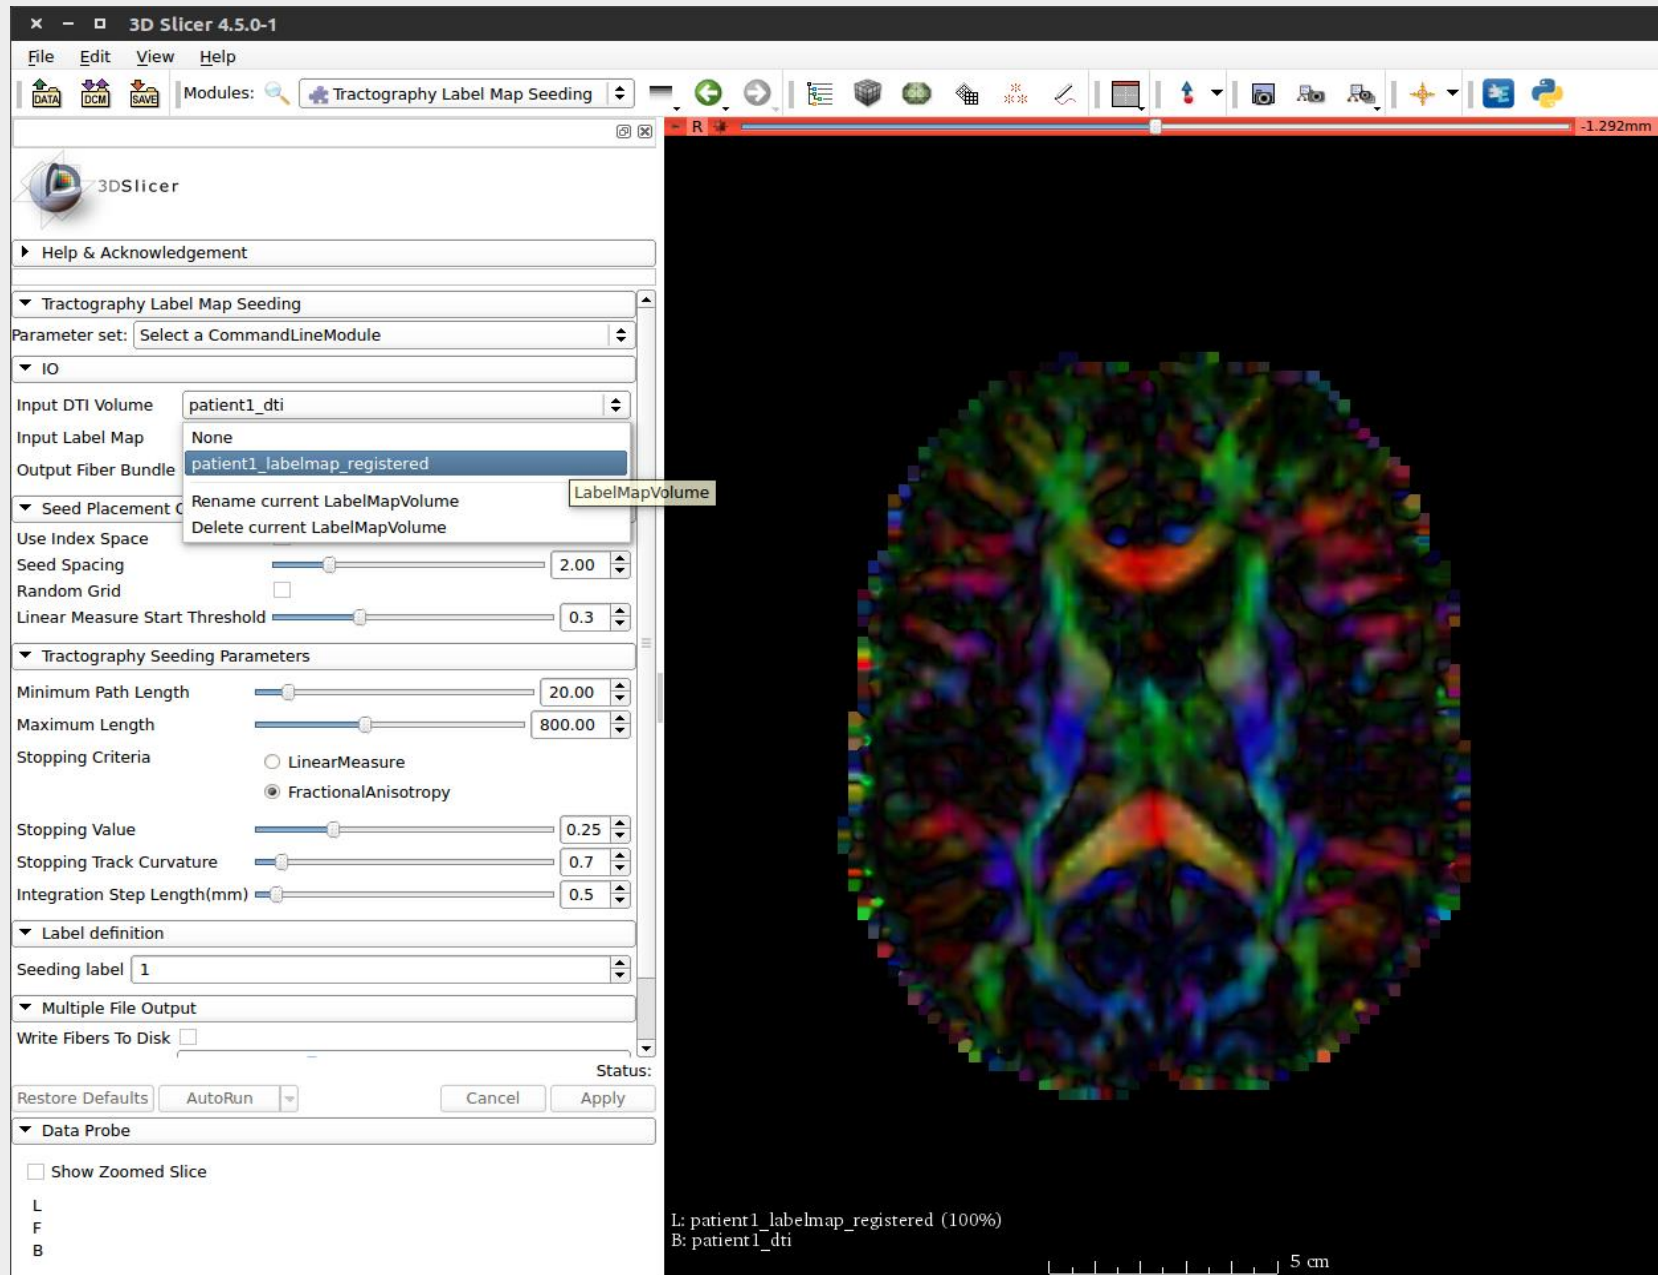 3D Slicer 4.5.0-1
File Edit View Help
DATA DCM SAVE Modules: Tractography Label Map Seeding
R -1.292mm
3DSlicer
Help & Acknowledgement
Tractography Label Map Seeding
Parameter set: Select a CommandLineModule
IO
Input DTI Volume patient1_dti
Input Label Map None
patient1_labelmap_registered
Output Fiber Bundle
LabelMapVolume
Rename current LabelMapVolume
Seed Placement
Delete current LabelMapVolume
Use Index Space
Seed Spacing 2.00
Random Grid
Linear Measure Start Threshold 0.3
Tractography Seeding Parameters
Minimum Path Length 20.00
Maximum Length 800.00
Stopping Criteria LinearMeasure
FractionalAnisotropy
Stopping Value 0.25
Stopping Track Curvature 0.7
Integration Step Length(mm) 0.5
Label definition
Seeding label 1
Multiple File Output
Write Fibers To Disk
Status:
Restore Defaults AutoRun Cancel Apply
Data Probe
Show Zoomed Slice
L
F
B
L: patient1_labelmap_registered (100%)
B: patient1_dti
5 cm